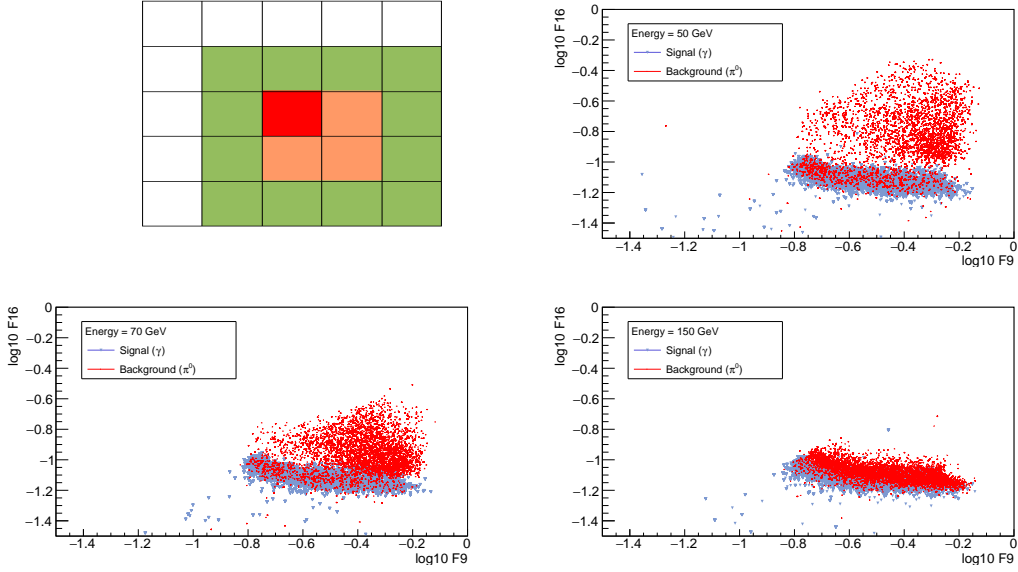 log10 F16
0
−0.2
−0.4
−0.6
−0.8
−1
−1.2
−1.4
Energy = 50 GeV
Signal (γ)
Background (π⁰)
−1.4 −1.2 −1 −0.8 −0.6 −0.4 −0.2 0
log10 F9
log10 F16
0
−0.2
−0.4
−0.6
−0.8
−1
−1.2
−1.4
Energy = 70 GeV
Signal (γ)
Background (π⁰)
−1.4 −1.2 −1 −0.8 −0.6 −0.4 −0.2 0
log10 F9
log10 F16
0
−0.2
−0.4
−0.6
−0.8
−1
−1.2
−1.4
Energy = 150 GeV
Signal (γ)
Background (π⁰)
−1.4 −1.2 −1 −0.8 −0.6 −0.4 −0.2 0
log10 F9